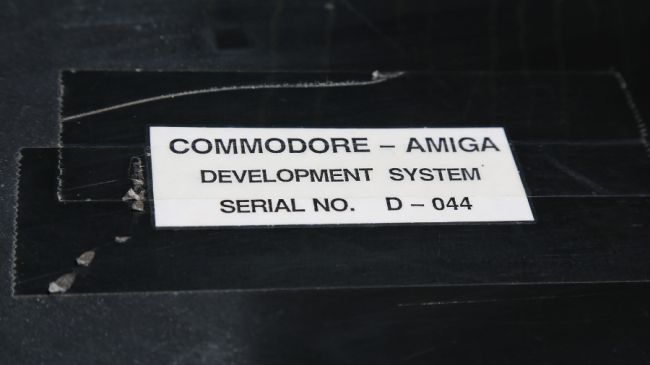 COMMODORE – AMIGA
DEVELOPMENT SYSTEM
SERIAL NO. D – 044